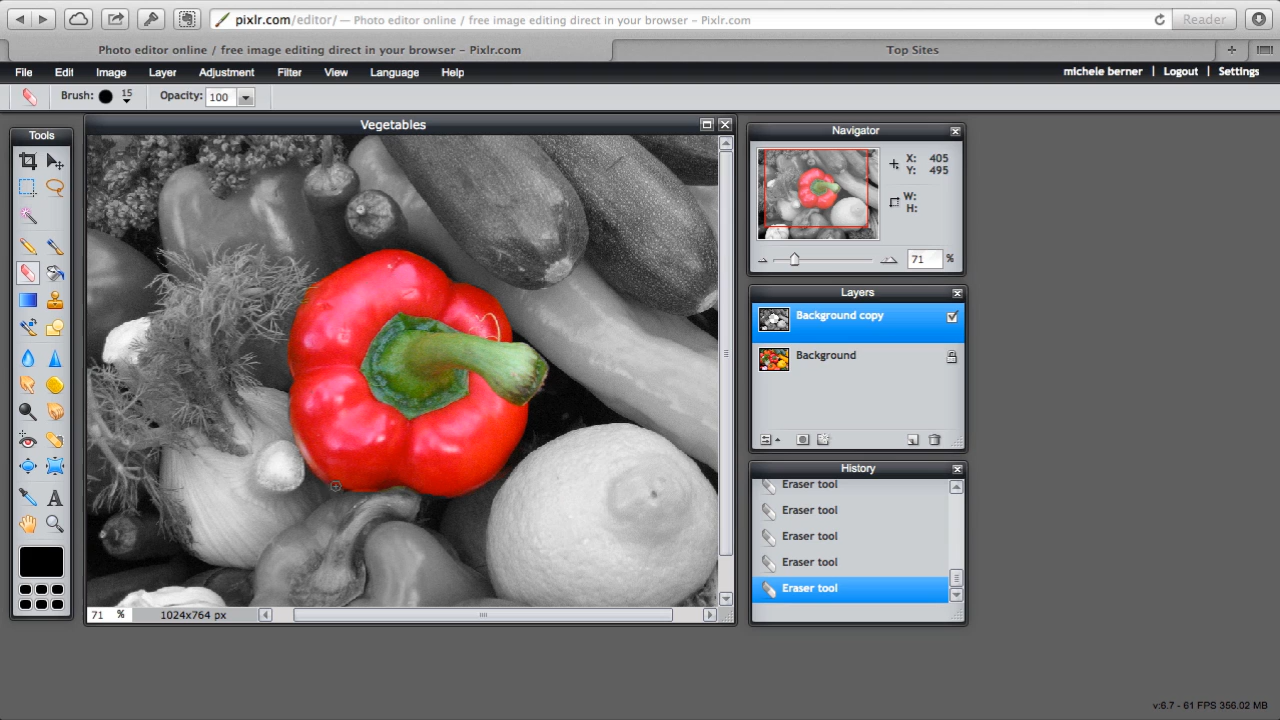 pixlr.com/editor/ — Photo editor online / free image editing direct in your browser – Pixlr.com
Reader
Photo editor online / free image editing direct in your browser – Pixlr.com
Top Sites
File Edit Image Layer Adjustment Filter View Language Help
michele berner | Logout | Settings
Brush: 15 Opacity: 100
Tools
Vegetables
71 % 1024x764 px
Navigator
X: 405
Y: 495
W:
H:
71 %
Layers
Background copy
Background
History
Eraser tool
Eraser tool
Eraser tool
Eraser tool
Eraser tool
v:6.7 - 61 FPS 356.02 MB